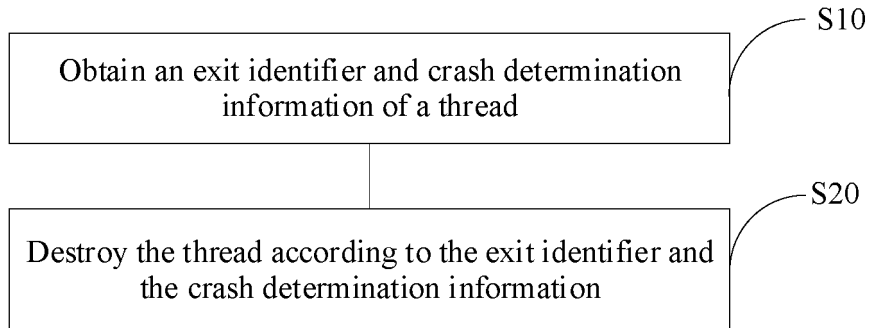 S10
Obtain an exit identifier and crash determination
information of a thread
S20
Destroy the thread according to the exit identifier and
the crash determination information